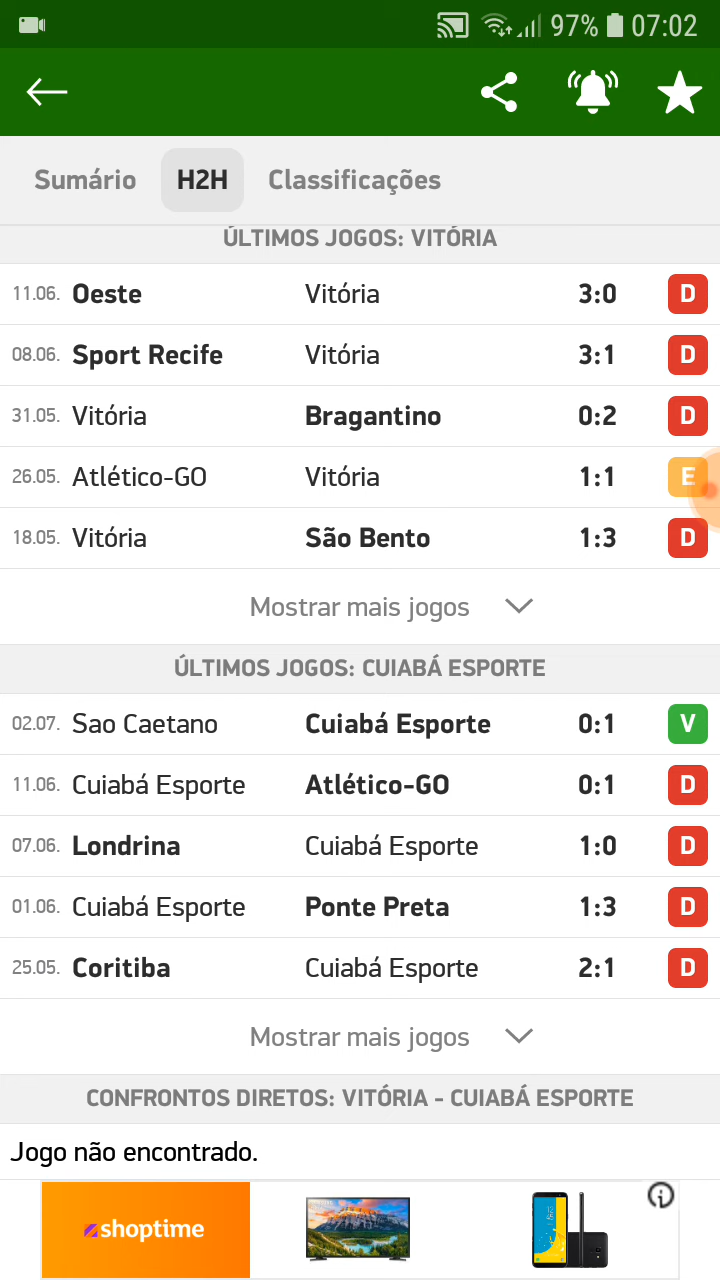 97% 07:02
Sumário H2H Classificações
ÚLTIMOS JOGOS: VITÓRIA
11.06. Oeste Vitória 3:0 D
08.06. Sport Recife Vitória 3:1 D
31.05. Vitória Bragantino 0:2 D
26.05. Atlético-GO Vitória 1:1 E
18.05. Vitória São Bento 1:3 D
Mostrar mais jogos
ÚLTIMOS JOGOS: CUIABÁ ESPORTE
02.07. Sao Caetano Cuiabá Esporte 0:1 V
11.06. Cuiabá Esporte Atlético-GO 0:1 D
07.06. Londrina Cuiabá Esporte 1:0 D
01.06. Cuiabá Esporte Ponte Preta 1:3 D
25.05. Coritiba Cuiabá Esporte 2:1 D
Mostrar mais jogos
CONFRONTOS DIRETOS: VITÓRIA - CUIABÁ ESPORTE
Jogo não encontrado.
shoptime